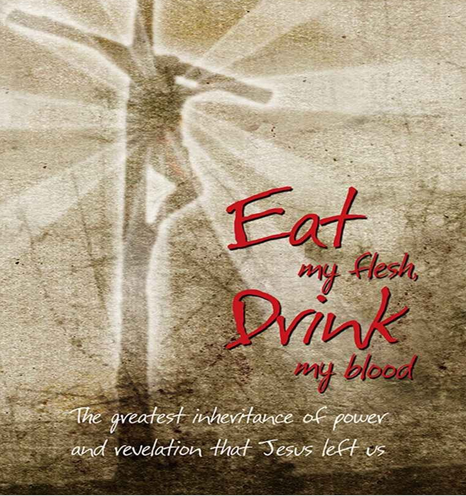 Eat
my flesh,
Drink
my blood
The greatest inheritance of power
and revelation that Jesus left us